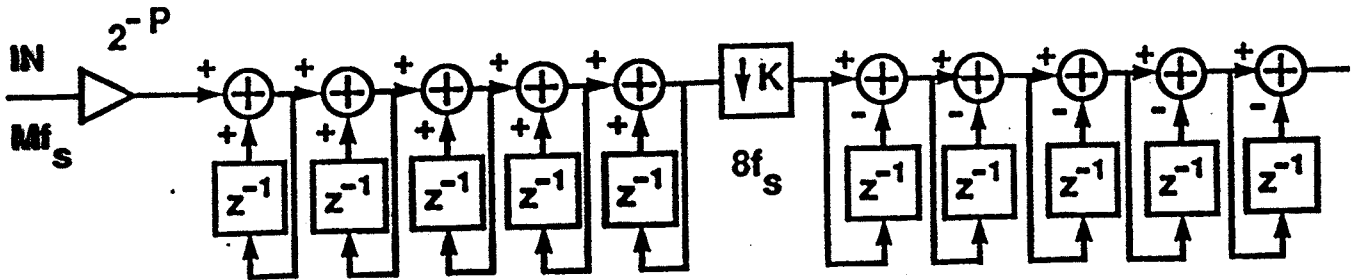 IN
2^-P
Mf_s
+ + + + +
+ + + + +
z^-1 z^-1 z^-1 z^-1 z^-1
↓K
8f_s
+ + + + +
- - - - -
z^-1 z^-1 z^-1 z^-1 z^-1